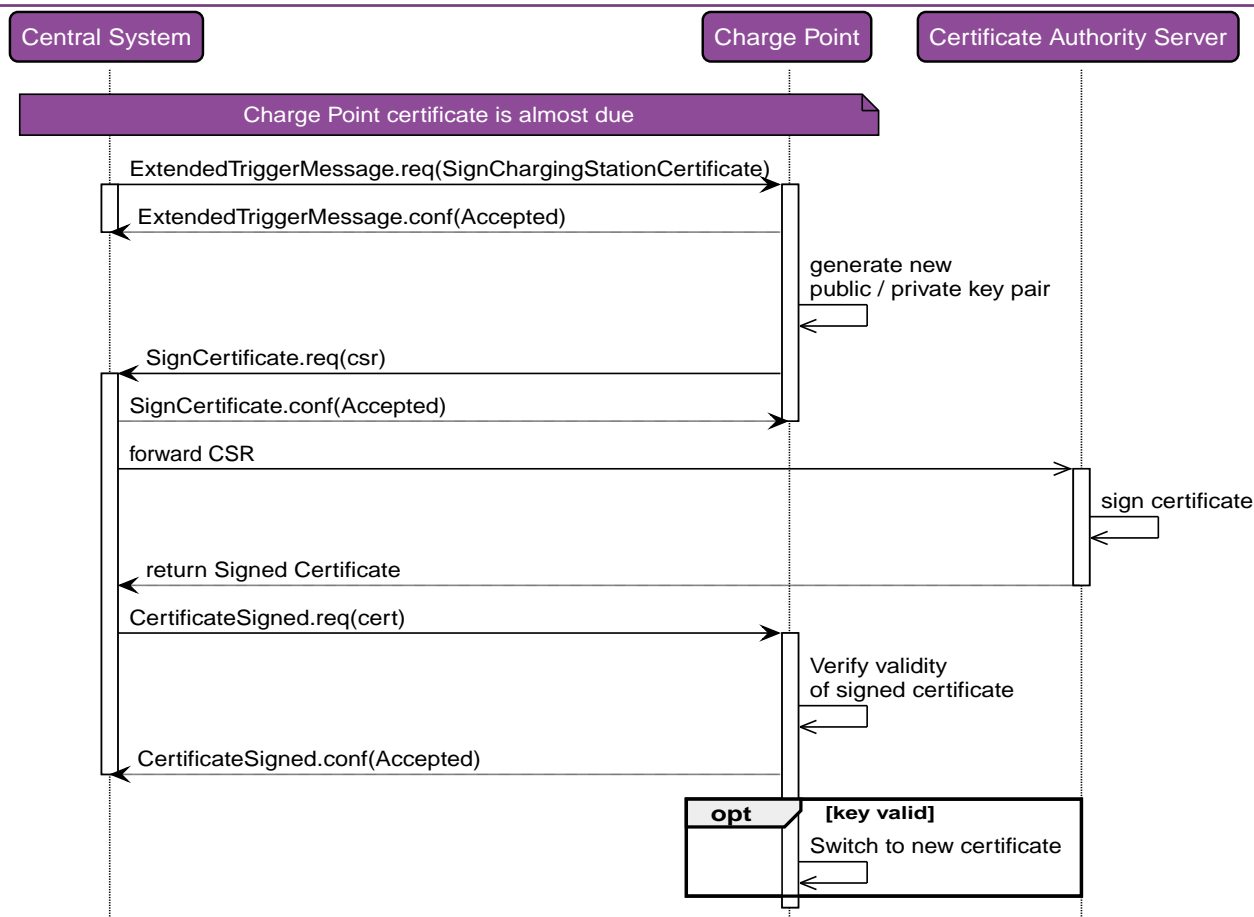 Central System
Charge Point
Certificate Authority Server
Charge Point certificate is almost due
ExtendedTriggerMessage.req(SignChargingStationCertificate)
ExtendedTriggerMessage.conf(Accepted)
generate new
public / private key pair
SignCertificate.req(csr)
SignCertificate.conf(Accepted)
forward CSR
sign certificate
return Signed Certificate
CertificateSigned.req(cert)
Verify validity
of signed certificate
CertificateSigned.conf(Accepted)
opt
[key valid]
Switch to new certificate